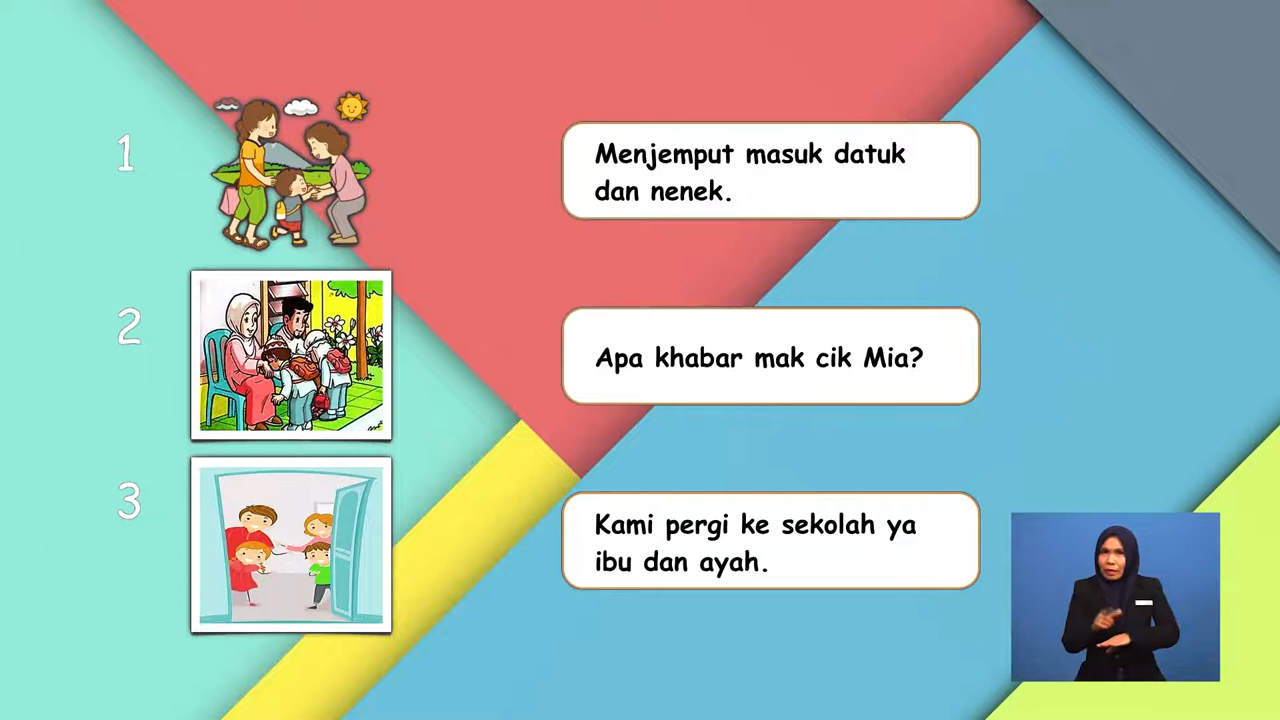 1
Menjemput masuk datuk
dan nenek.
2
Apa khabar mak cik Mia?
3
Kami pergi ke sekolah ya
ibu dan ayah.